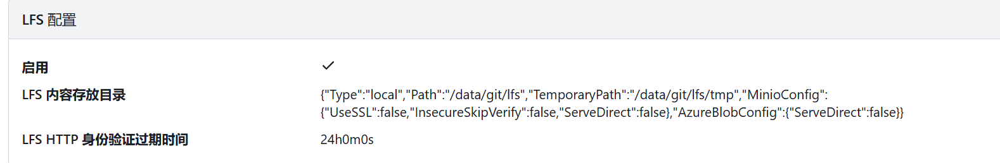 LFS 配置
启用
LFS 内容存放目录
{"Type":"local","Path":"/data/git/lfs","TemporaryPath":"/data/git/lfs/tmp","MinioConfig":
{"UseSSL":false,"InsecureSkipVerify":false,"ServeDirect":false},"AzureBlobConfig":{"ServeDirect":false}}
LFS HTTP 身份验证过期时间
24h0m0s